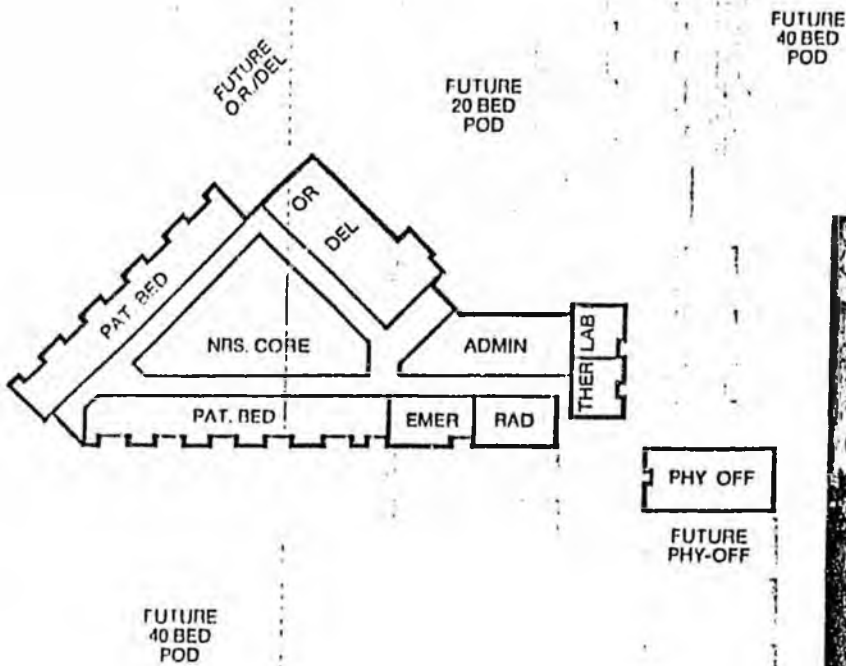 FUTURE
40 BED
POD
FUTURE
O.R./DEL
FUTURE
20 BED
POD
OR
DEL
PAT. BED
NRS. CORE
ADMIN
LAB
THER
PAT. BED
EMER
RAD
PHY OFF
FUTURE
PHY-OFF
FUTURE
40 BED
POD